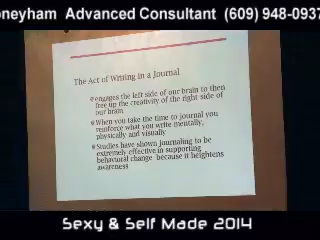 oneyham Advanced Consultant (609) 948-0937
The Act of Writing in a Journal
engages the left side of our brain to then
free up the creativity of the right side of
our brain
When you take the time to journal you
reinforce what you write mentally,
physically and visually
Studies have shown journaling to be
extremely effective in supporting
behavioral change because it heightens
awareness
Sexy & Self Made 2014